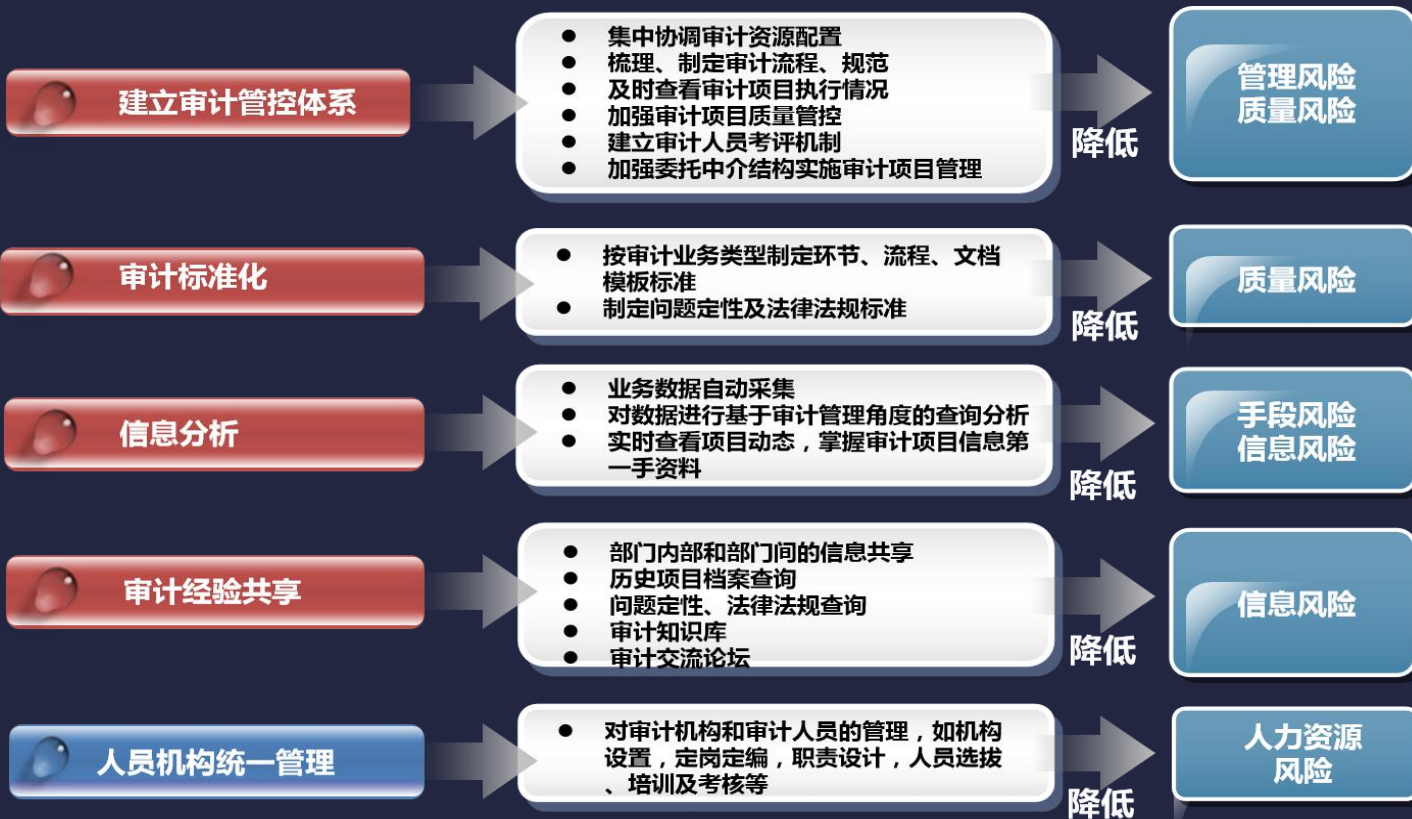 建立审计管控体系
● 集中协调审计资源配置
● 梳理、制定审计流程、规范
● 及时查看审计项目执行情况
● 加强审计项目质量管控
● 建立审计人员考评机制
● 加强委托中介结构实施审计项目管理
降低
管理风险
质量风险
审计标准化
● 按审计业务类型制定环节、流程、文档
模板标准
● 制定问题定性及法律法规标准
降低
质量风险
信息分析
● 业务数据自动采集
● 对数据进行基于审计管理角度的查询分析
● 实时查看项目动态，掌握审计项目信息第
一手资料
降低
手段风险
信息风险
审计经验共享
● 部门内部和部门间的信息共享
● 历史项目档案查询
● 问题定性、法律法规查询
● 审计知识库
● 审计交流论坛
降低
信息风险
人员机构统一管理
● 对审计机构和审计人员的管理，如机构
设置，定岗定编，职责设计，人员选拔
、培训及考核等
降低
人力资源
风险